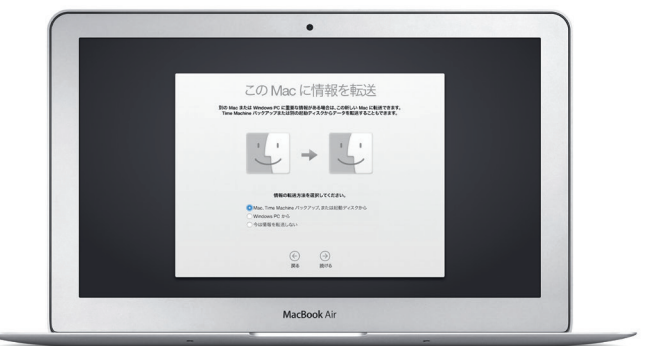 このMacに情報を転送
別の Mac または Windows PC に重要な情報がある場合は、この新しい Mac に転送できます。
Time Machine バックアップまたは別の起動ディスクからデータを転送することもできます。
情報の転送方法を選択してください。
Mac、Time Machine バックアップ、または起動ディスクから
Windows PC から
今は情報を転送しない
戻る 続ける
MacBook Air